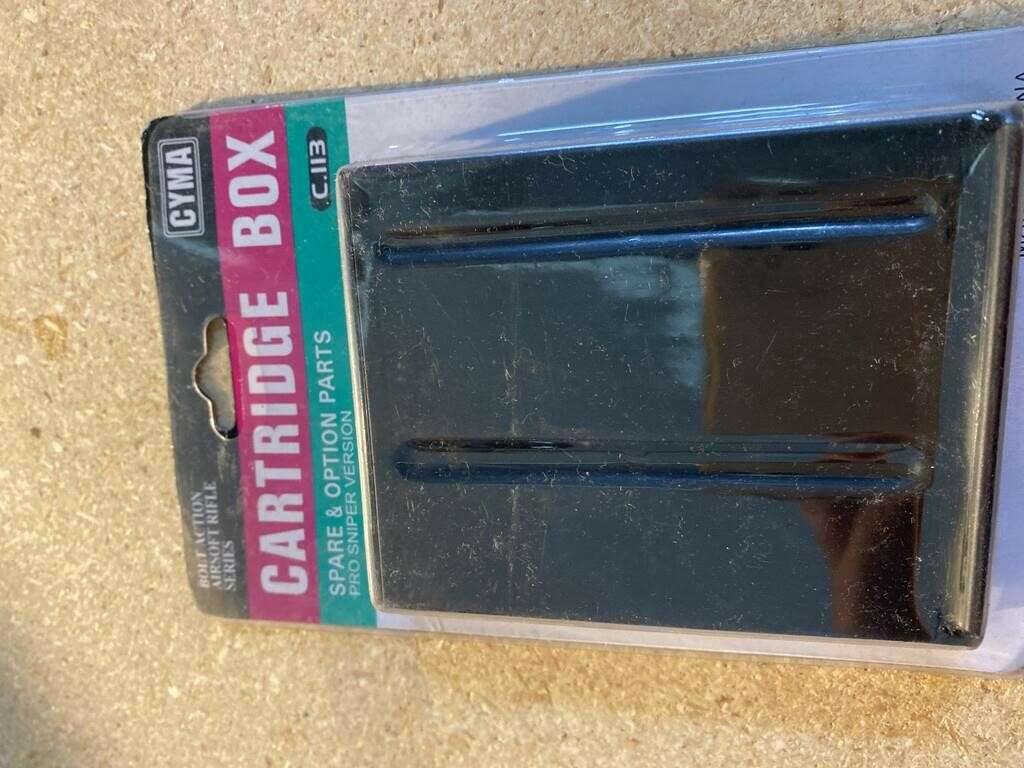 CYMA
BOLT ACTION
AIRSOFT RIFLE
SERIES
CARTRIDGE BOX
C.113
SPARE & OPTION PARTS
PRO SNIPER VERSION